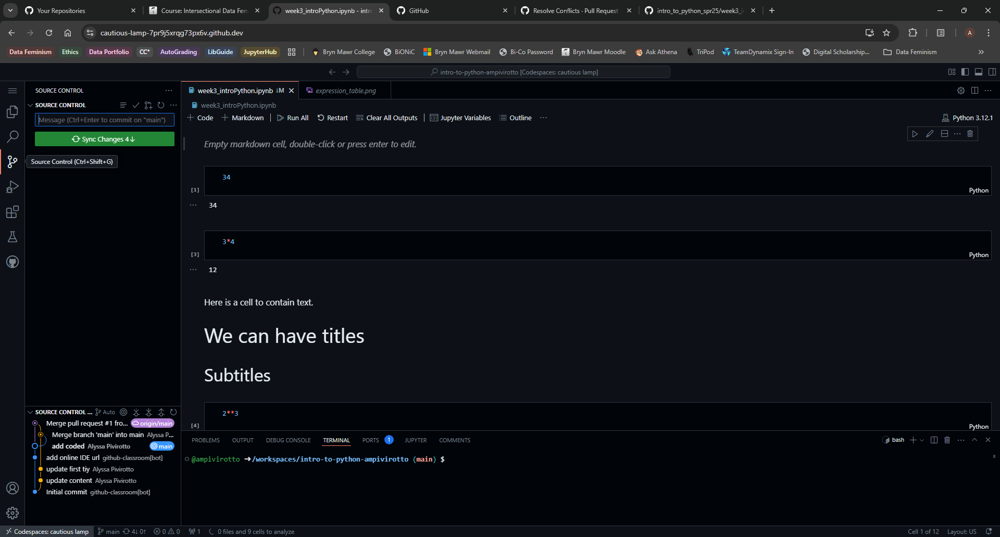 Your Repositories
Course: Intersectional Data Fem
week3_introPython.ipynb - intro
GitHub
Resolve Conflicts · Pull Request
intro_to_python_spr25/week3_i
cautious-lamp-7pr9j5xrqg73px6v.github.dev
A
Data Feminism
Ethics
Data Portfolio
CC*
AutoGrading
LibGuide
JupyterHub
Bryn Mawr College
BiONiC
Bryn Mawr Webmail
Bi-Co Password
Bryn Mawr Moodle
Ask Athena
TriPod
TeamDynamix Sign-In
Digital Scholarship...
Data Feminism
intro-to-python-ampivirotto [Codespaces: cautious lamp]
SOURCE CONTROL
week3_introPython.ipynb ↓M
expression_table.png
SOURCE CONTROL
week3_introPython.ipynb
Message (Ctrl+Enter to commit on "main")
Code
Markdown
Run All
Restart
Clear All Outputs
Jupyter Variables
Outline
Python 3.12.1
Sync Changes 4↓
Empty markdown cell, double-click or press enter to edit.
Source Control (Ctrl+Shift+G)
34
[1]
Python
34
3*4
[3]
Python
12
Here is a cell to contain text.
We can have titles
Subtitles
2**3
[4]
Python
SOURCE CONTROL ...
Auto
Merge pull request #1 fro...
origin/main
Merge branch 'main' into main Alyssa P...
add coded Alyssa Pivirotto
main
add online IDE url github-classroom[bot]
update first tiy Alyssa Pivirotto
update content Alyssa Pivirotto
Initial commit github-classroom[bot]
PROBLEMS
OUTPUT
DEBUG CONSOLE
TERMINAL
PORTS 1
JUPYTER
COMMENTS
bash
@ampivirotto ➜/workspaces/intro-to-python-ampivirotto (main) $
Codespaces: cautious lamp
main
4↓ 0↑
0
0
1
0 files and 9 cells to analyze
Cell 1 of 12
Layout: US